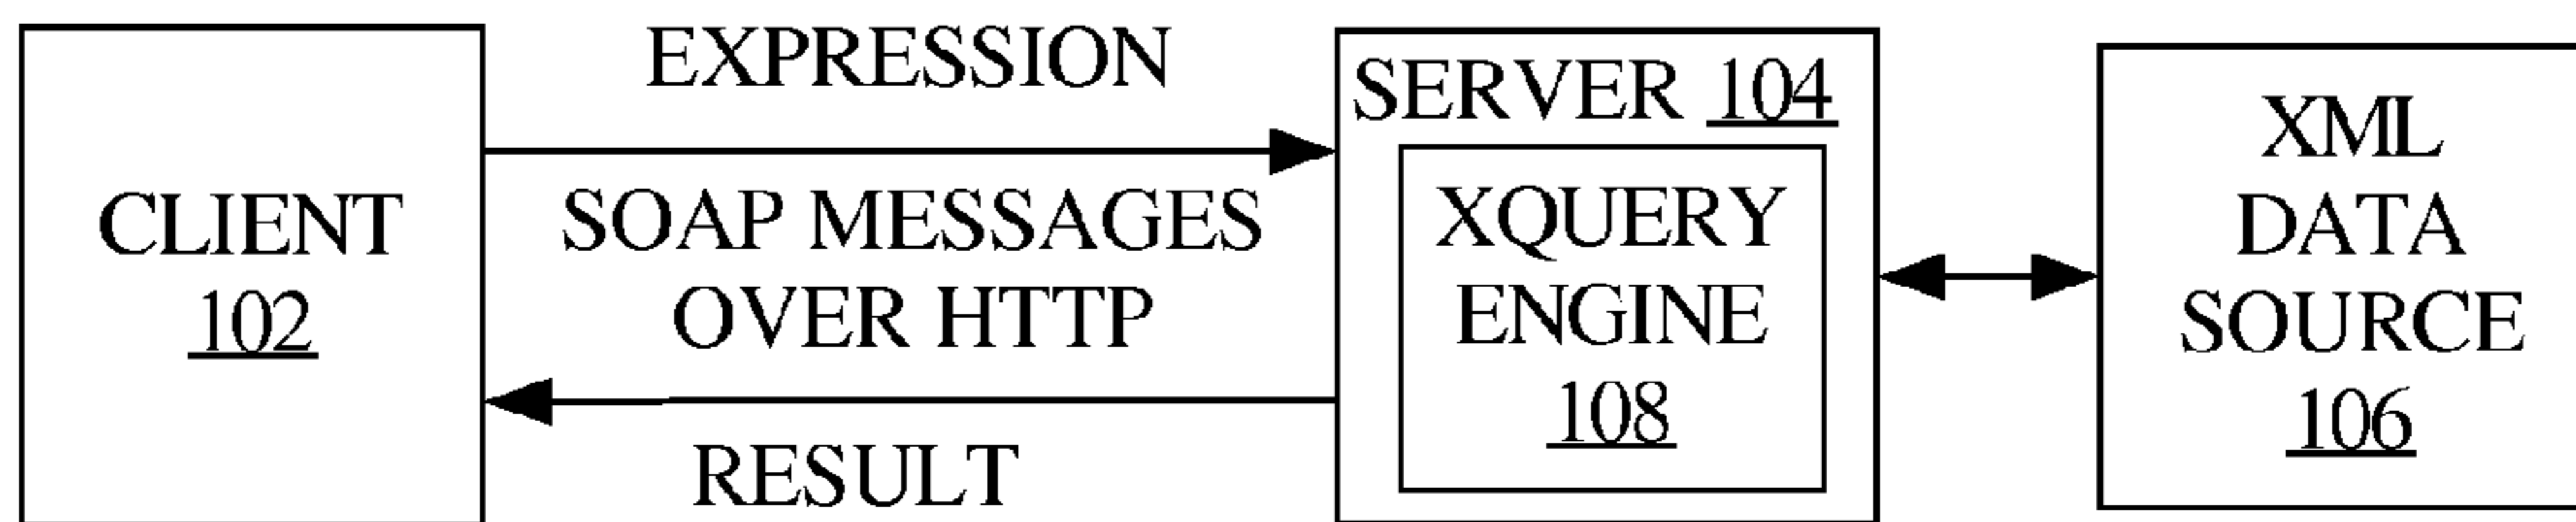 CLIENT
102
EXPRESSION
SOAP MESSAGES
OVER HTTP
RESULT
SERVER 104
XQUERY
ENGINE
108
XML
DATA
SOURCE
106